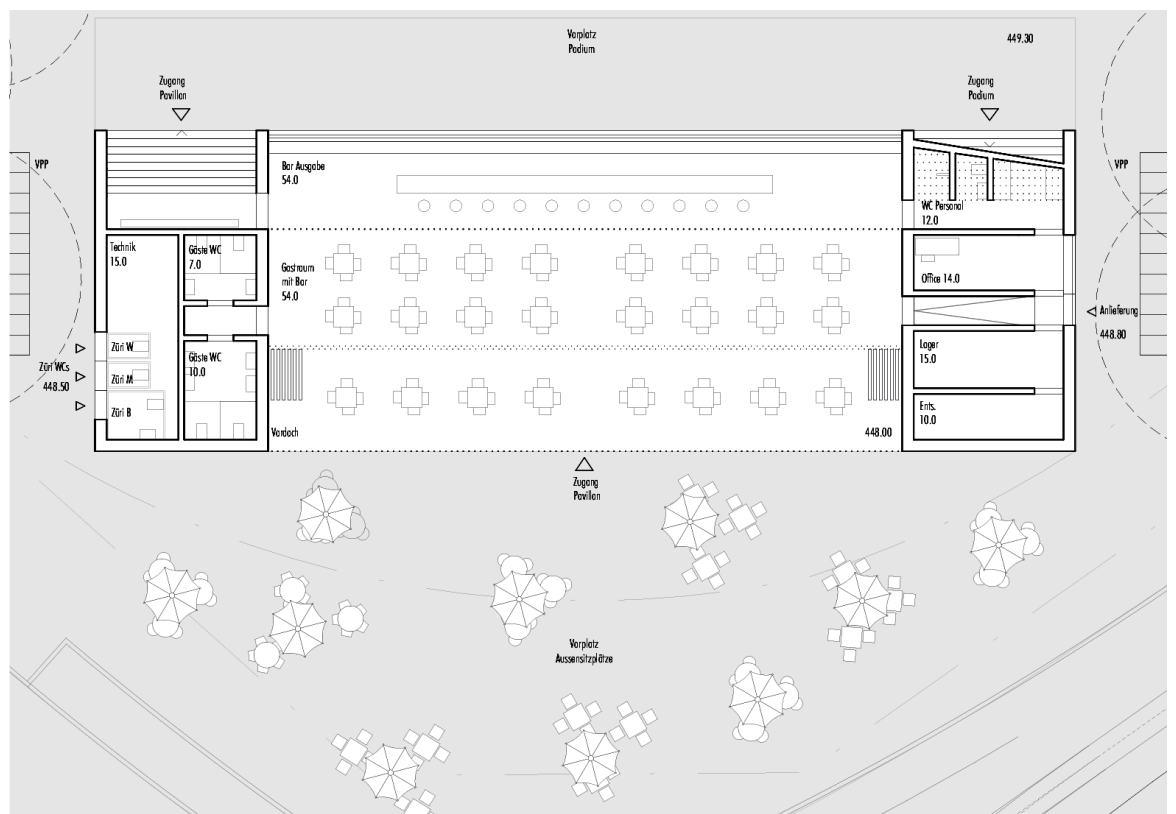 Vorplatz
Podium
449.30
Zugang
Pavillon
Zugang
Podium
VPP
VPP
Bar Ausgabe
54.0
WC Personal
12.0
Technik
15.0
Gäste WC
7.0
Gastraum
mit Bar
54.0
Office 14.0
Anlieferung
448.80
Züri W
Züri WCs
448.50
Züri M
Züri B
Gäste WC
10.0
Lager
15.0
Ents.
10.0
Vordach
448.00
Zugang
Pavillon
Vorplatz
Aussensitzplätze